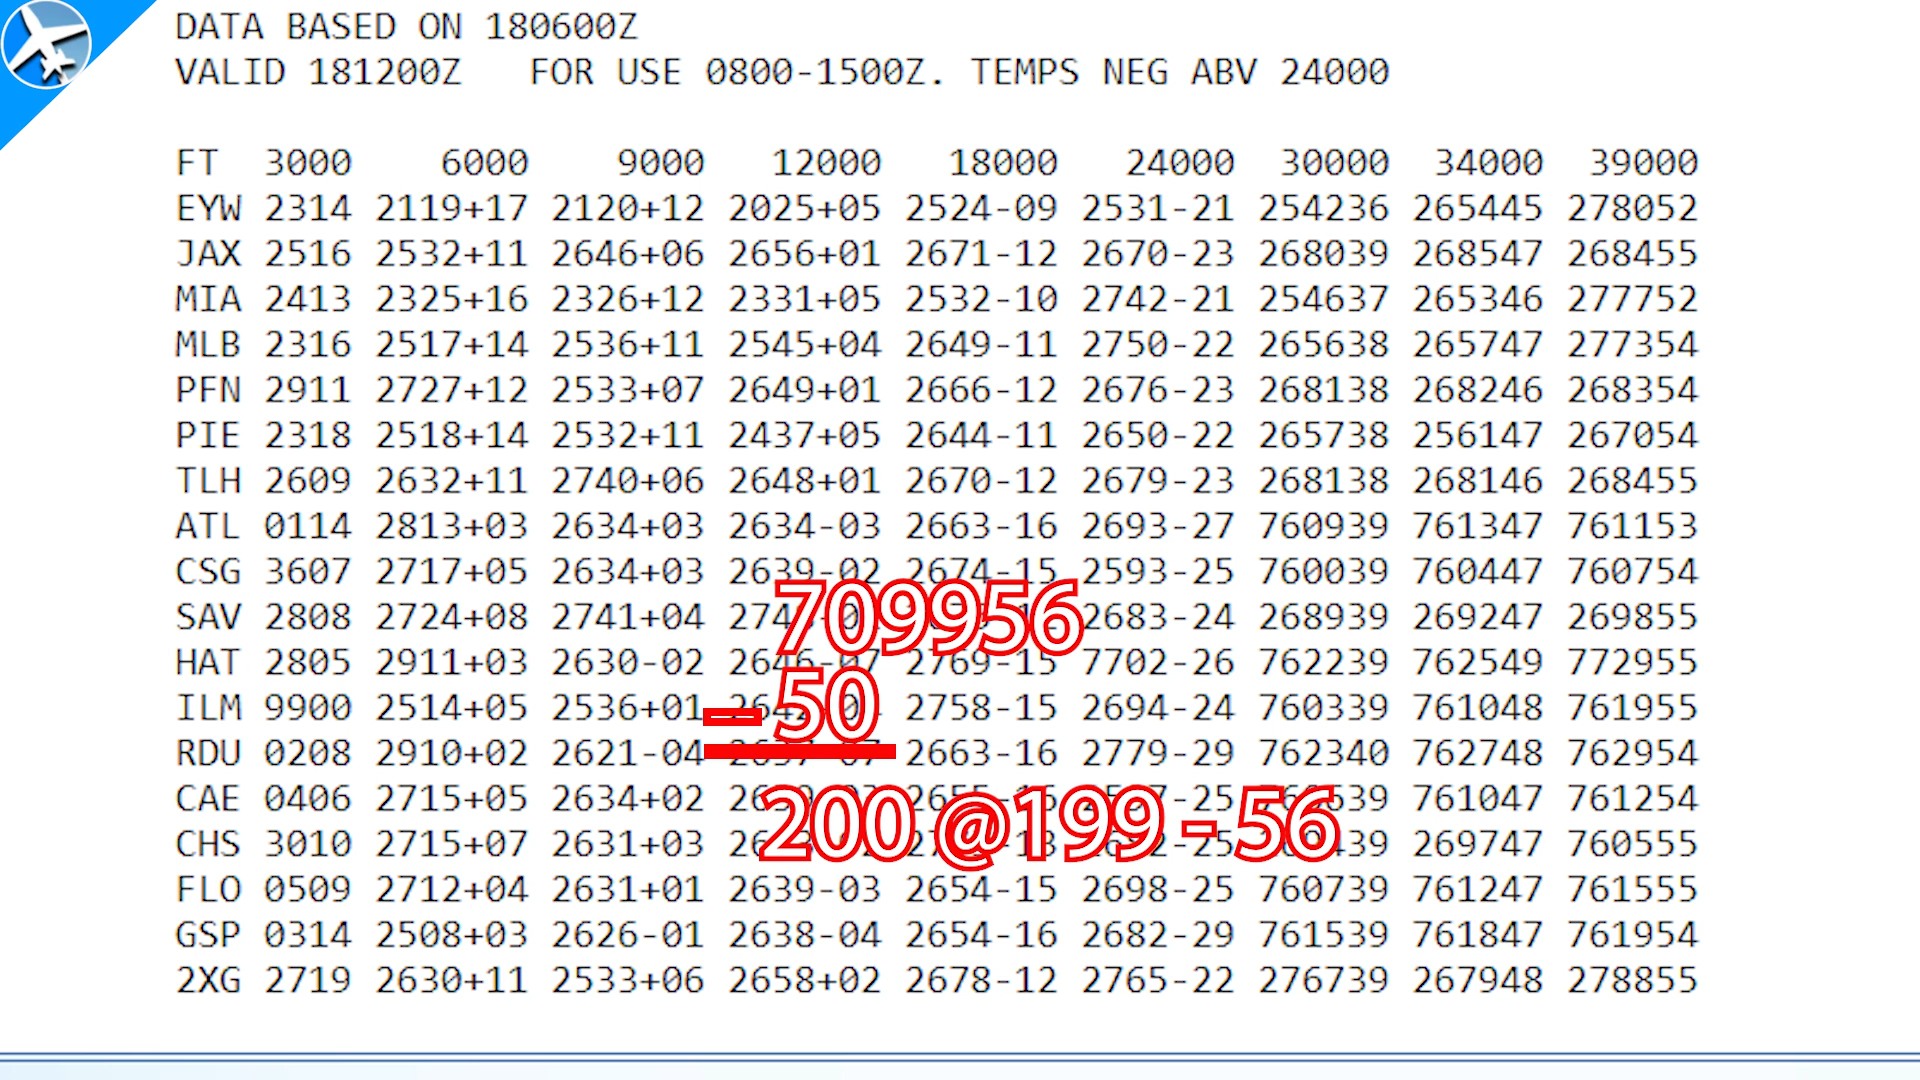 DATA BASED ON 180600Z
VALID 181200Z FOR USE 0800-1500Z. TEMPS NEG ABV 24000
FT 3000 6000 9000 12000 18000 24000 30000 34000 39000
EYW 2314 2119+17 2120+12 2025+05 2524-09 2531-21 254236 265445 278052
JAX 2516 2532+11 2646+06 2656+01 2671-12 2670-23 268039 268547 268455
MIA 2413 2325+16 2326+12 2331+05 2532-10 2742-21 254637 265346 277752
MLB 2316 2517+14 2536+11 2545+04 2649-11 2750-22 265638 265747 277354
PFN 2911 2727+12 2533+07 2649+01 2666-12 2676-23 268138 268246 268354
PIE 2318 2518+14 2532+11 2437+05 2644-11 2650-22 265738 256147 267054
TLH 2609 2632+11 2740+06 2648+01 2670-12 2679-23 268138 268146 268455
ATL 0114 2813+03 2634+03 2634-03 2663-16 2693-27 760939 761347 761153
CSG 3607 2717+05 2634+03 2639-02 2674-15 2593-25 760039 760447 760754
SAV 2808 2724+08 2741+04 2683-24 268939 269247 269855
709956
HAT 2805 2911+03 2630-02 2646-07 2769-15 7702-26 762239 762549 772955
ILM 9900 2514+05 2536+01 2758-15 2694-24 760339 761048 761955
- 50
RDU 0208 2910+02 2621-04 2637-07 2663-16 2779-29 762340 762748 762954
CAE 0406 2715+05 2634+02 761047 761254
200 @199 -56
CHS 3010 2715+07 2631+03 269747 760555
FLO 0509 2712+04 2631+01 2639-03 2654-15 2698-25 760739 761247 761555
GSP 0314 2508+03 2626-01 2638-04 2654-16 2682-29 761539 761847 761954
2XG 2719 2630+11 2533+06 2658+02 2678-12 2765-22 276739 267948 278855